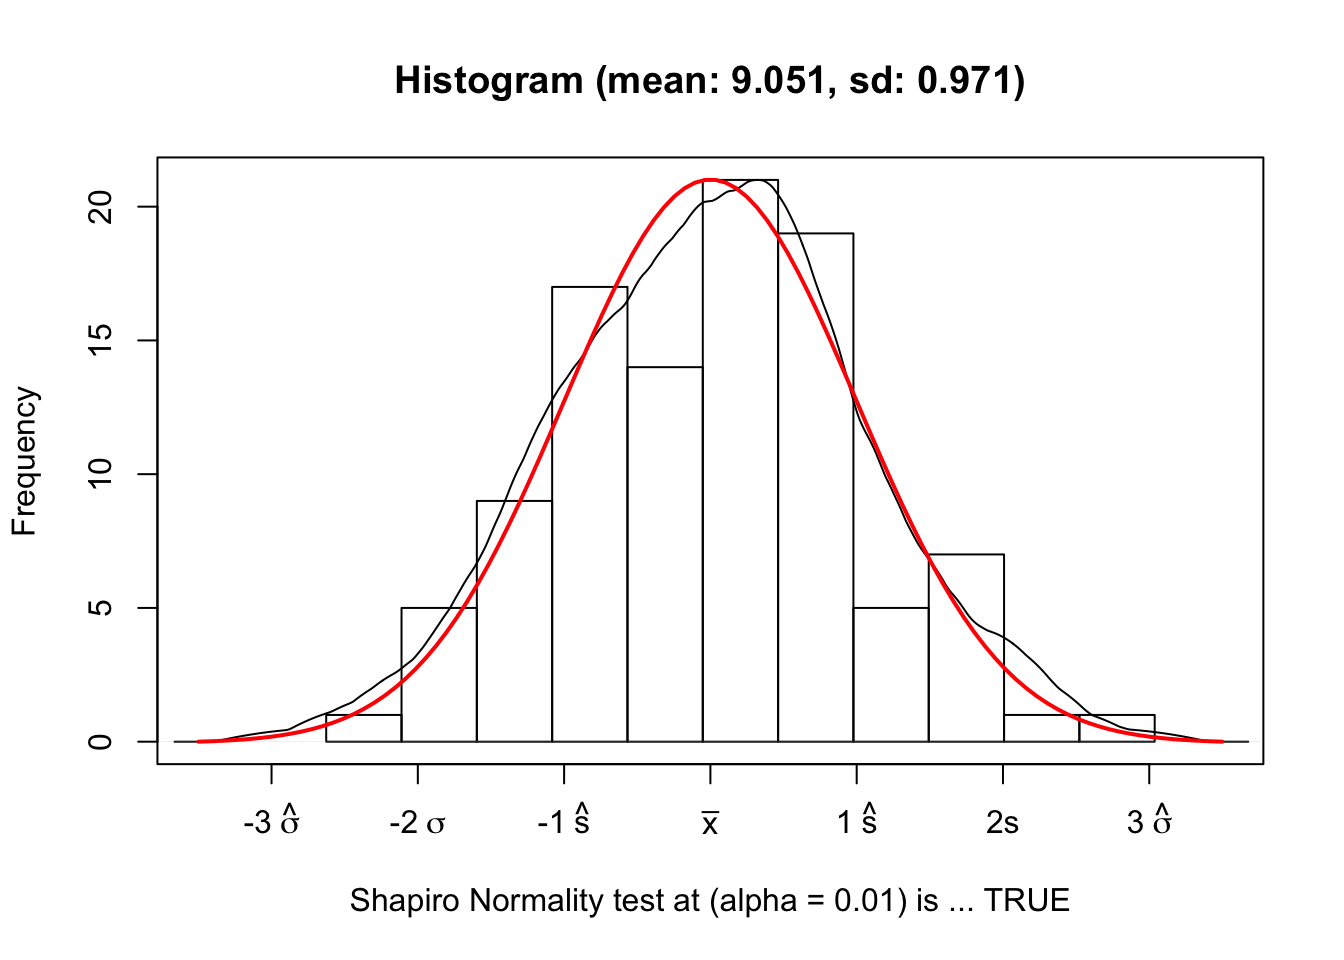 Histogram (mean: 9.051, sd: 0.971)
Frequency
20
15
10
5
0
-3 σ̂ -2 σ -1 ŝ x̄ 1 ŝ 2s 3 σ̂
Shapiro Normality test at (alpha = 0.01) is ... TRUE